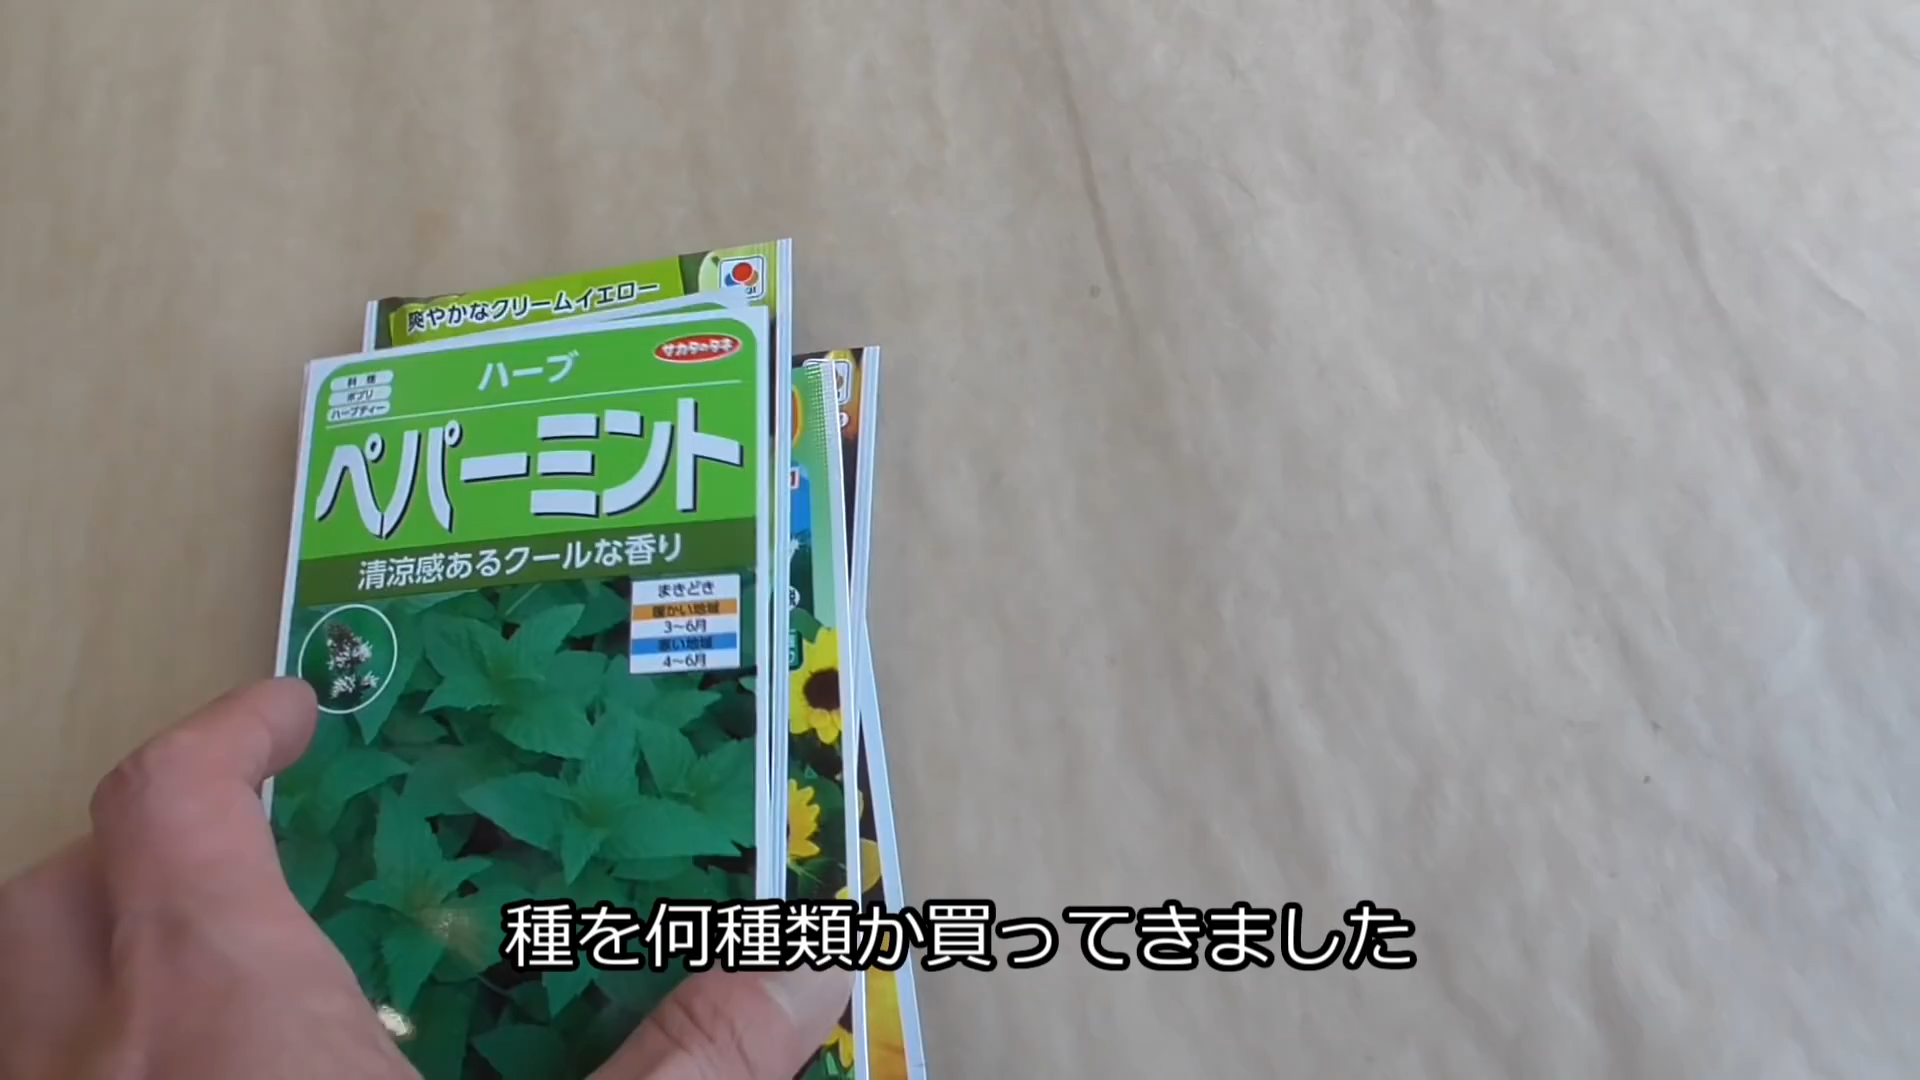 爽やかなクリームイエロー
ハーブ
サカタのタネ
料理
ポプリ
ハーブティー
ペパーミント
清涼感あるクールな香り
まきどき
暖かい地域
3〜6月
寒い地域
4〜6月
種を何種類か買ってきました